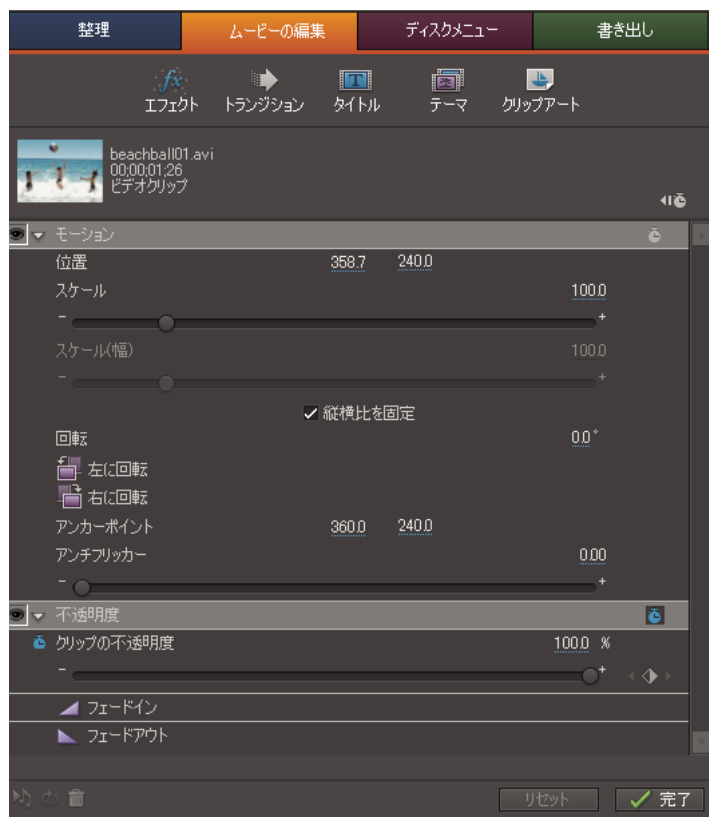 整理 ムービーの編集 ディスクメニュー 書き出し
エフェクト トランジション タイトル テーマ クリップアート
beachball01.avi
00;00;01;26
ビデオクリップ
モーション
位置 358.7 240.0
スケール 100.0
- +
スケール(幅) 100.0
- +
縦横比を固定
回転 0.0°
左に回転
右に回転
アンカーポイント 360.0 240.0
アンチフリッカー 0.00
- +
不透明度
クリップの不透明度 100.0 %
- +
フェードイン
フェードアウト
リセット 完了